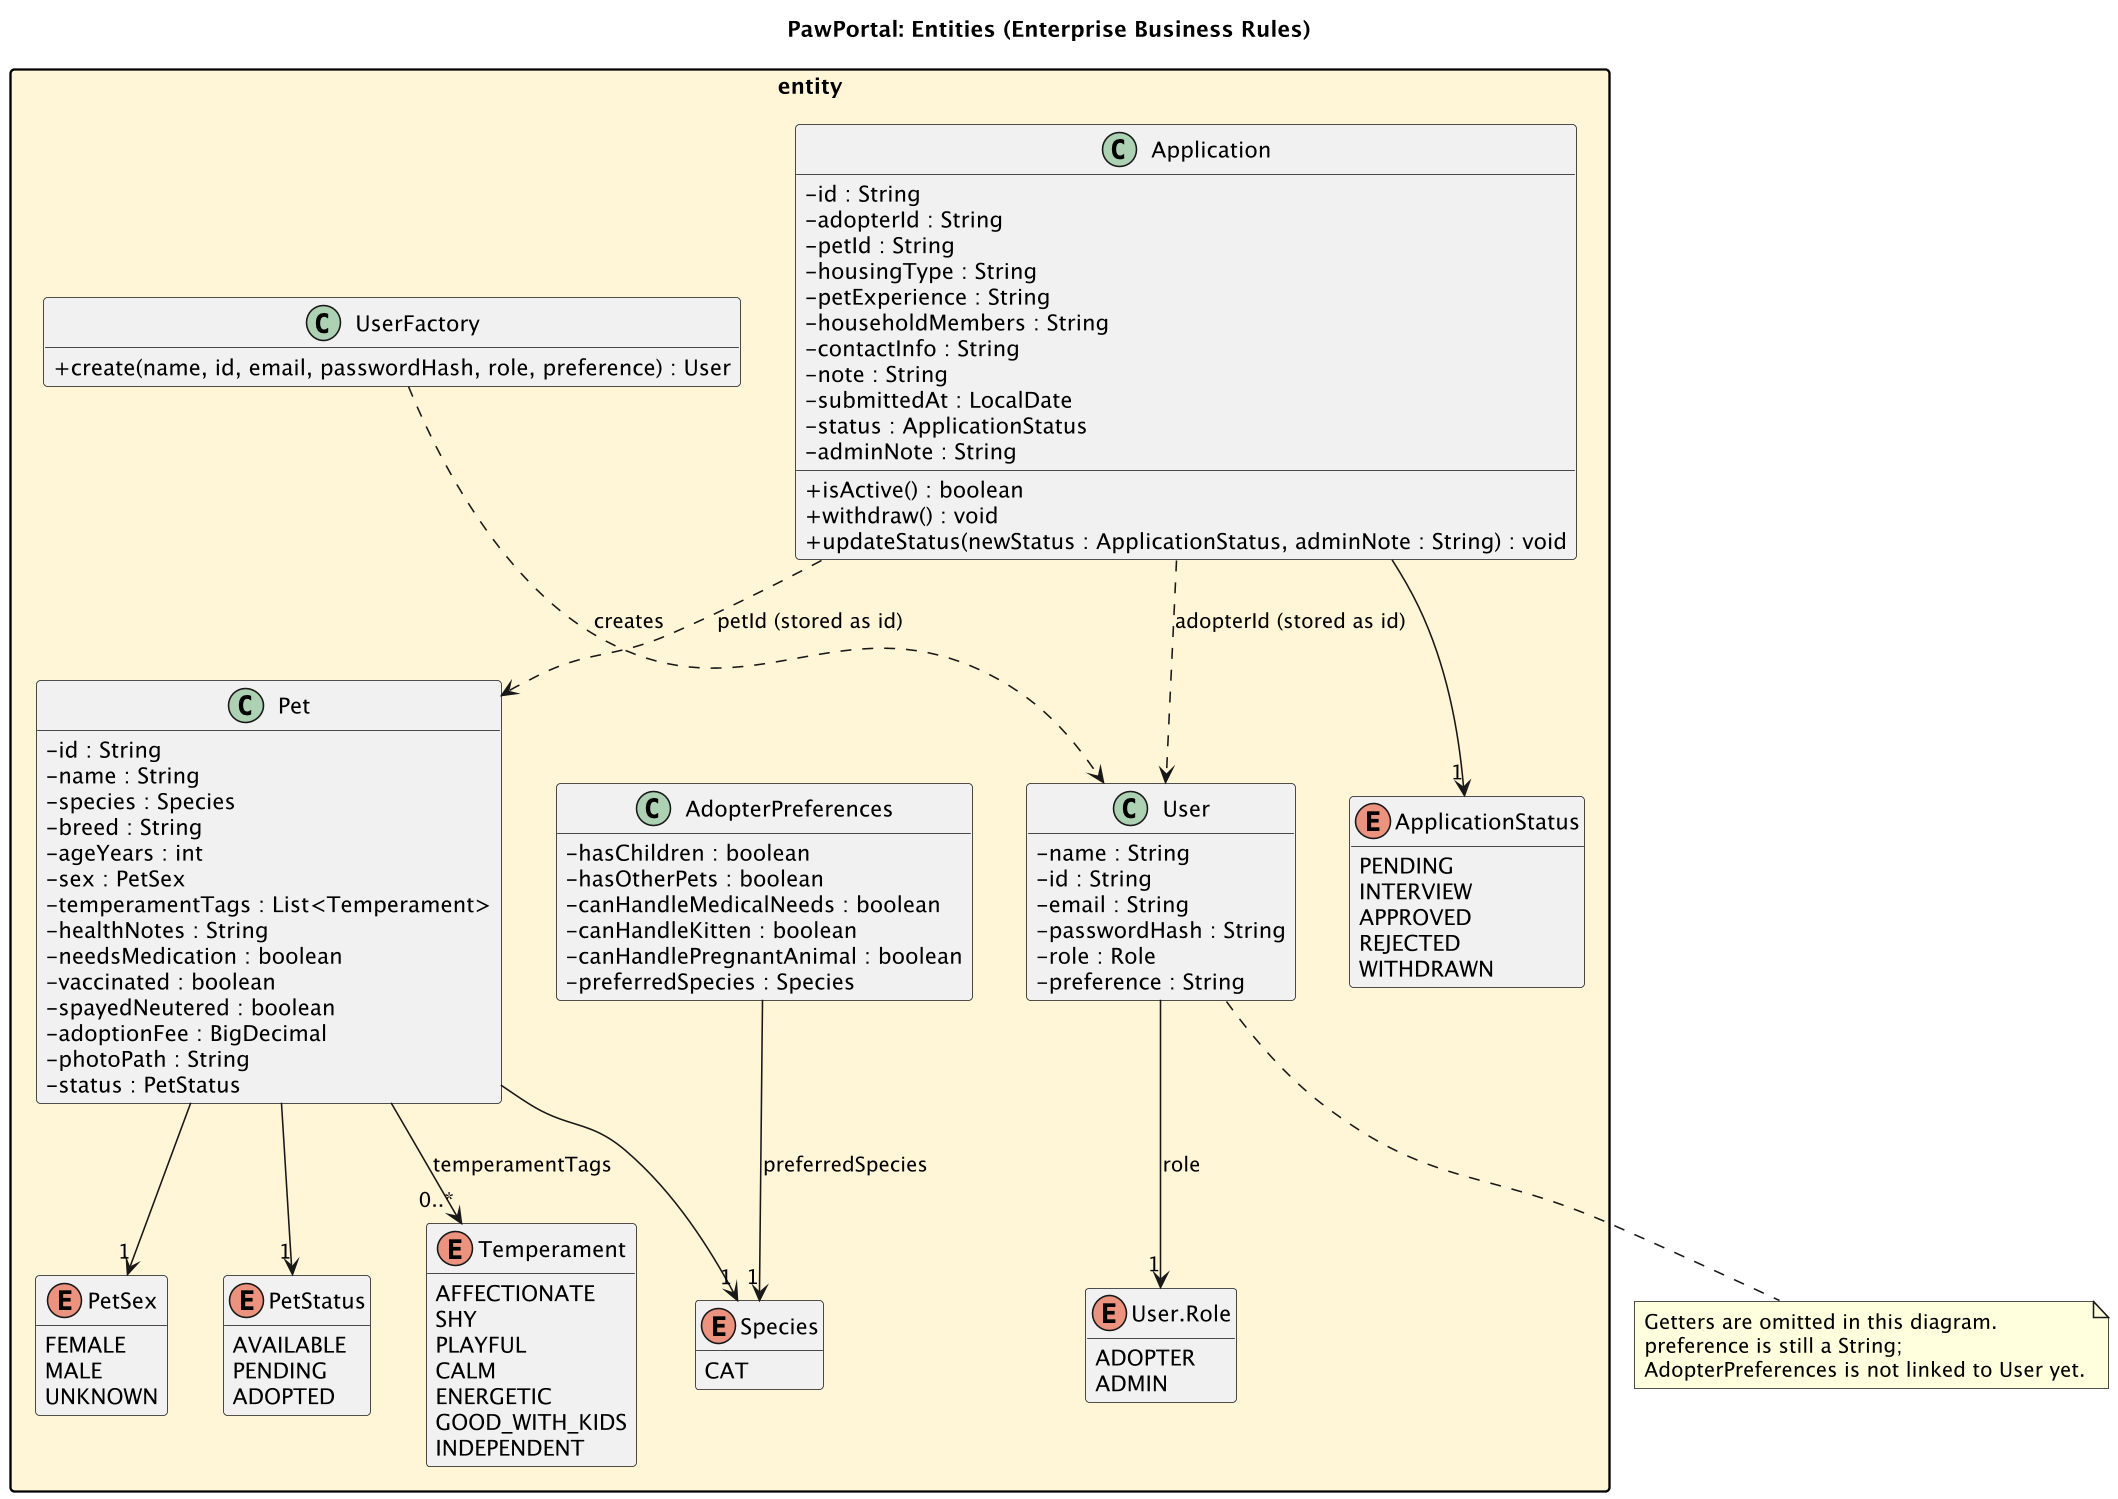 PawPortal: Entities (Enterprise Business Rules)
entity
C Application
-id : String
-adopterId : String
-petId : String
-housingType : String
-petExperience : String
-householdMembers : String
-contactInfo : String
-note : String
-submittedAt : LocalDate
-status : ApplicationStatus
-adminNote : String
+isActive() : boolean
+withdraw() : void
+updateStatus(newStatus : ApplicationStatus, adminNote : String) : void
C UserFactory
+create(name, id, email, passwordHash, role, preference) : User
creates
petId (stored as id)
adopterId (stored as id)
1
C Pet
-id : String
-name : String
-species : Species
-breed : String
-ageYears : int
-sex : PetSex
-temperamentTags : List<Temperament>
-healthNotes : String
-needsMedication : boolean
-vaccinated : boolean
-spayedNeutered : boolean
-adoptionFee : BigDecimal
-photoPath : String
-status : PetStatus
C AdopterPreferences
-hasChildren : boolean
-hasOtherPets : boolean
-canHandleMedicalNeeds : boolean
-canHandleKitten : boolean
-canHandlePregnantAnimal : boolean
-preferredSpecies : Species
C User
-name : String
-id : String
-email : String
-passwordHash : String
-role : Role
-preference : String
E ApplicationStatus
PENDING
INTERVIEW
APPROVED
REJECTED
WITHDRAWN
temperamentTags
preferredSpecies
role
0..*
1
1
1
1
1
E PetSex
FEMALE
MALE
UNKNOWN
E PetStatus
AVAILABLE
PENDING
ADOPTED
E Temperament
AFFECTIONATE
SHY
PLAYFUL
CALM
ENERGETIC
GOOD_WITH_KIDS
INDEPENDENT
E Species
CAT
E User.Role
ADOPTER
ADMIN
Getters are omitted in this diagram.
preference is still a String;
AdopterPreferences is not linked to User yet.